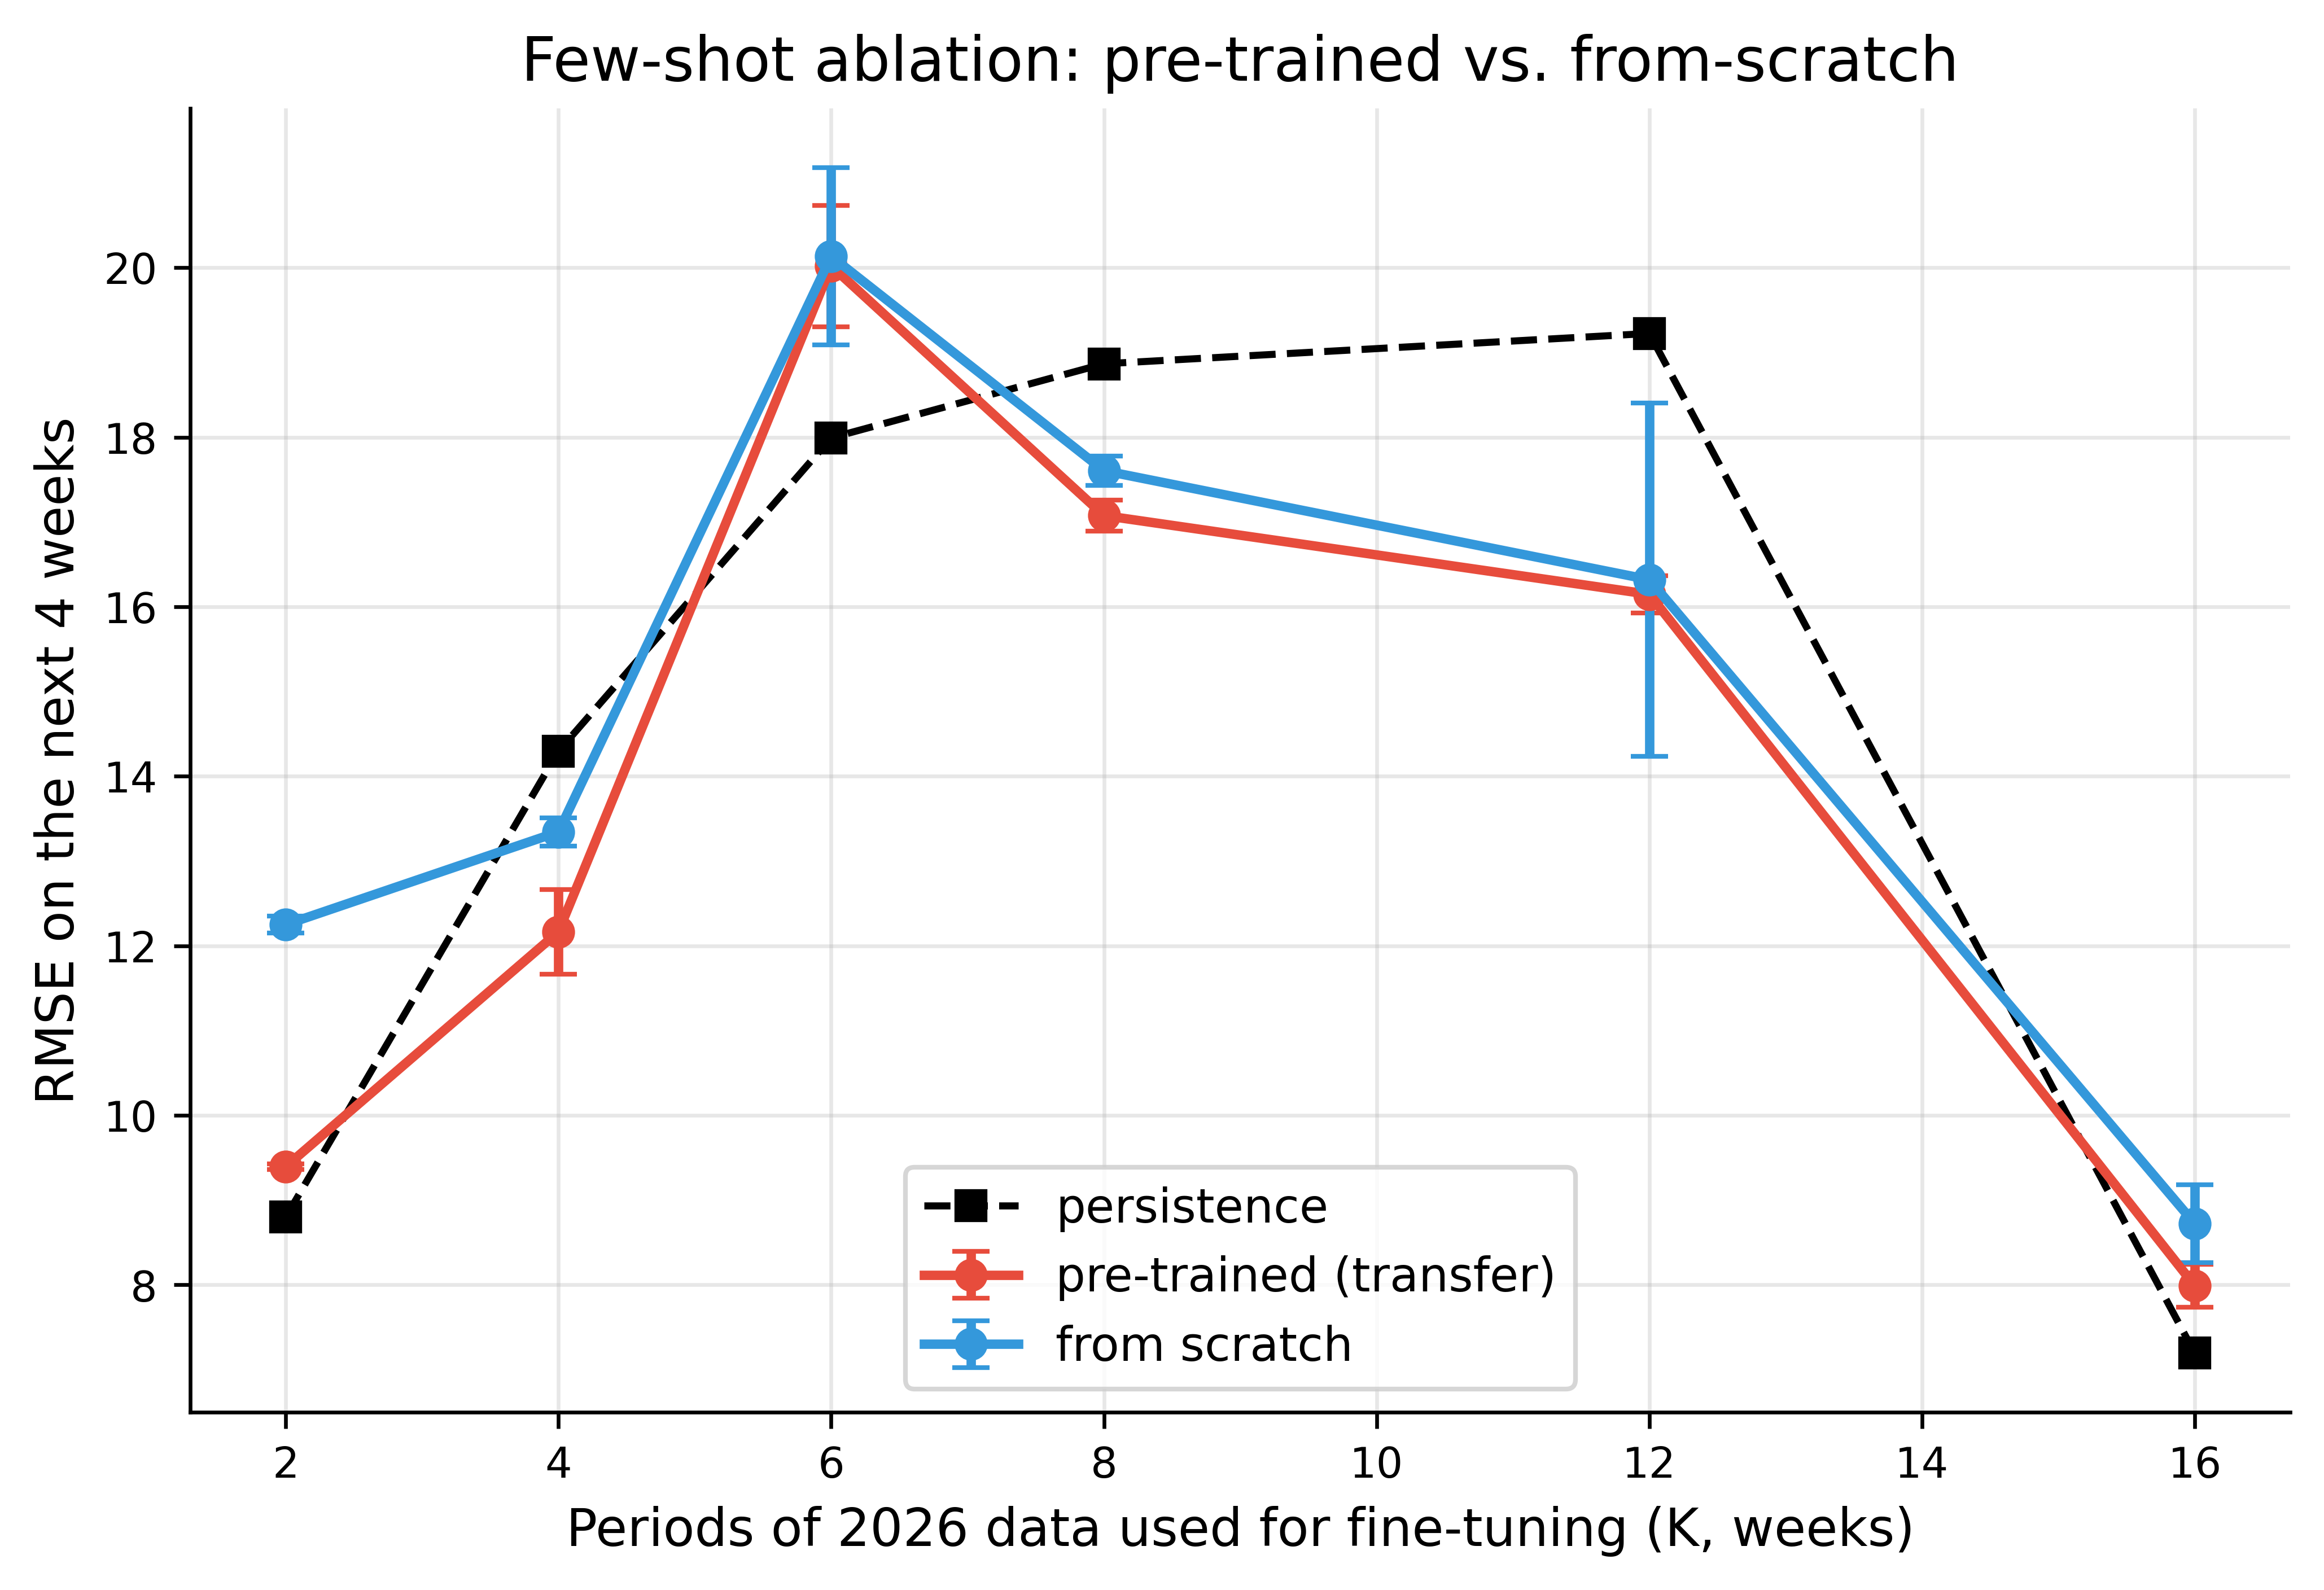 Few-shot ablation: pre-trained vs. from-scratch
RMSE on the next 4 weeks
20
18
16
14
12
10
8
persistence
pre-trained (transfer)
from scratch
2 4 6 8 10 12 14 16
Periods of 2026 data used for fine-tuning (K, weeks)